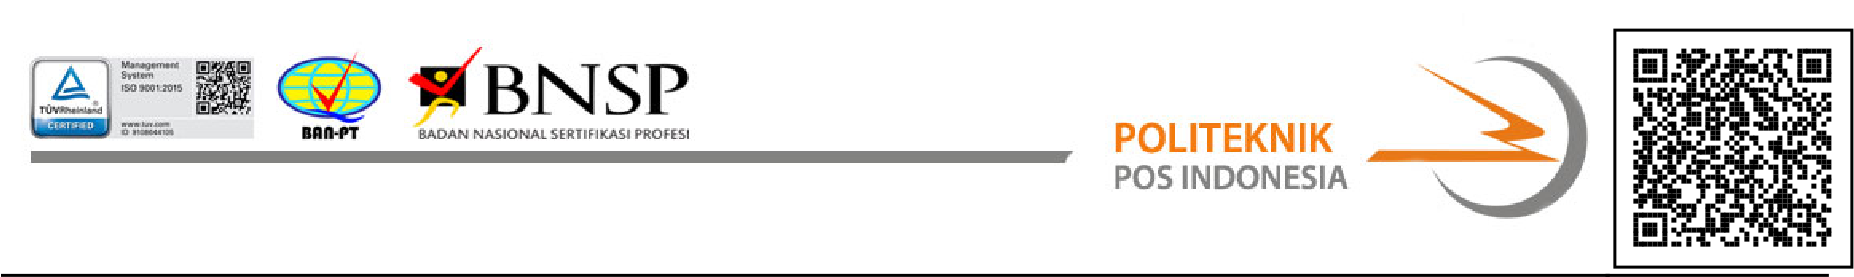 Management
System
ISO 9001:2015
TÜVRheinland
CERTIFIED
www.tuv.com
BAN-PT
BNSP
BADAN NASIONAL SERTIFIKASI PROFESI
POLITEKNIK
POS INDONESIA